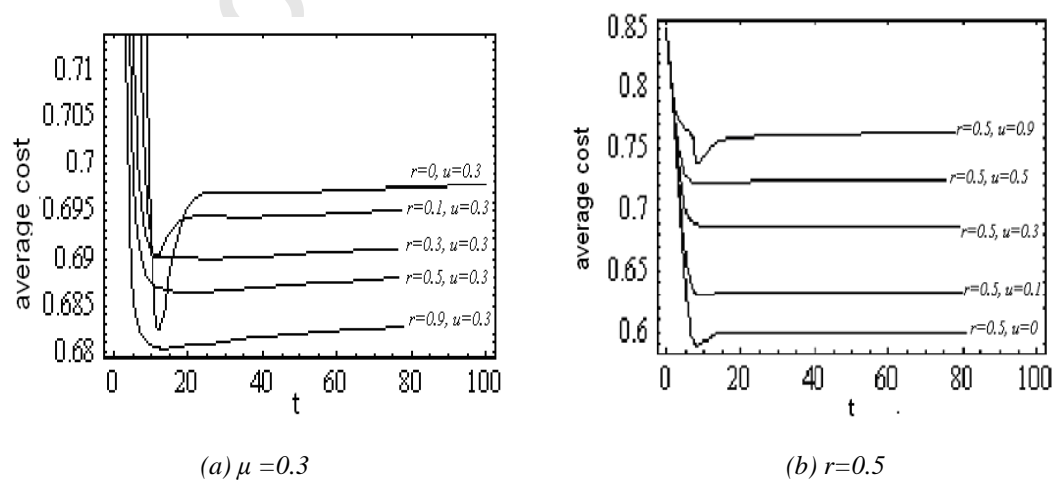 0.71
0.705
0.7
0.695
0.69
0.685
0.68
average cost
r=0, u=0.3
r=0.1, u=0.3
r=0.3, u=0.3
r=0.5, u=0.3
r=0.9, u=0.3
0 20 40 60 80 100
t
(a) μ =0.3
0.85
0.8
0.75
0.7
0.65
0.6
average cost
r=0.5, u=0.9
r=0.5, u=0.5
r=0.5, u=0.3
r=0.5, u=0.1
r=0.5, u=0
0 20 40 60 80 100
t
(b) r=0.5